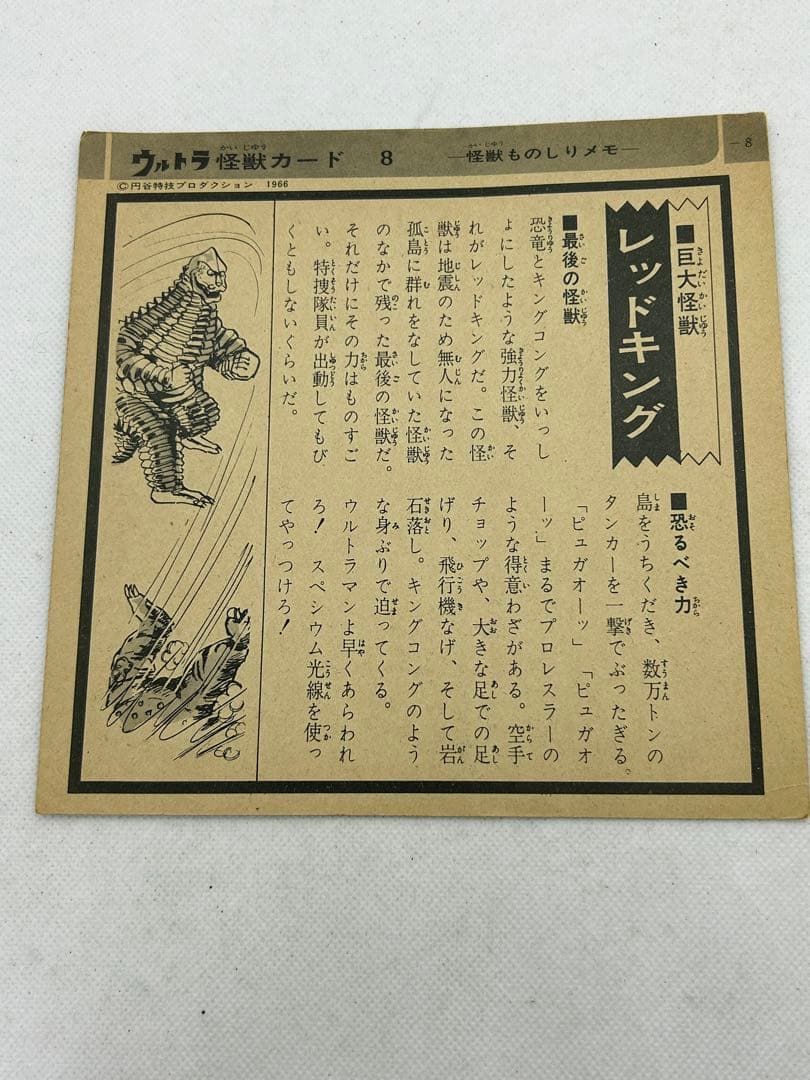 ウルトラ怪獣カード 8 ―怪獣ものしりメモ―
―8
©円谷特技プロダクション 1966
■巨大怪獣
レッドキング
■最後の怪獣
恐竜とキングコングをいっし
ょにしたような強力怪獣、そ
れがレッドキングだ。この怪
獣は地震のため無人になった
孤島に群れをなしていた怪獣
のなかで残った最後の怪獣だ。
それだけにその力はものすご
い。特捜隊員が出動してもび
くともしないぐらいだ。
■恐るべき力
島をうちくだき、数万トンの
タンカーを一撃でぶったぎる。
「ピュガオーッ」「ピュガオ
ーッ」まるでプロレスラーの
ような得意わざがある。空手
チョップや、大きな足での足
げり、飛行機なげ、そして岩
石落し。キングコングのよう
な身ぶりで迫ってくる。
ウルトラマンよ早くあらわれ
ろ！スペシウム光線を使っ
てやっつけろ！